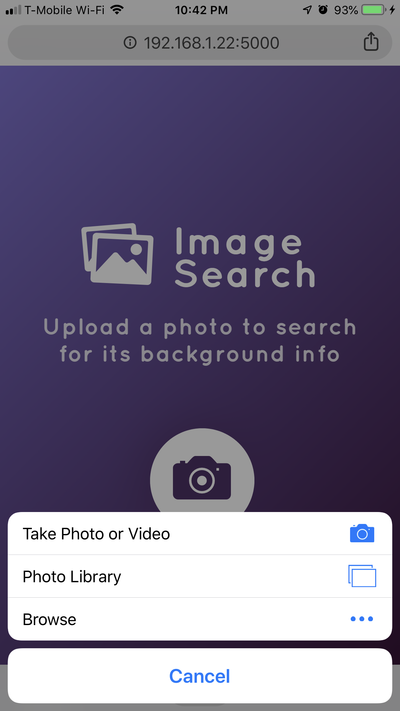 T-Mobile Wi-Fi 10:42 PM 93%
192.168.1.22:5000
Image
Search
Upload a photo to search
for its background info
Take Photo or Video
Photo Library
Browse
Cancel